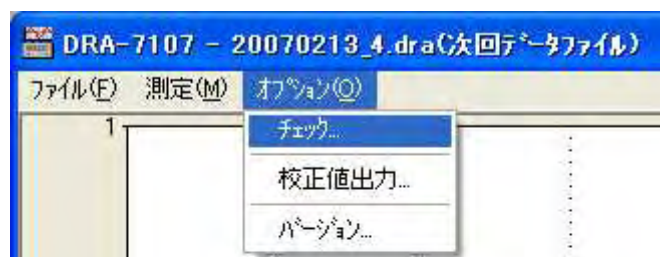 DRA-7107 - 20070213_4.dra(次回ﾃﾞｰﾀﾌｧｲﾙ)
ﾌｧｲﾙ(F) 測定(M) ｵﾌﾟｼｮﾝ(O)
1
ﾁｪｯｸ...
校正値出力...
ﾊﾞｰｼﾞｮﾝ...